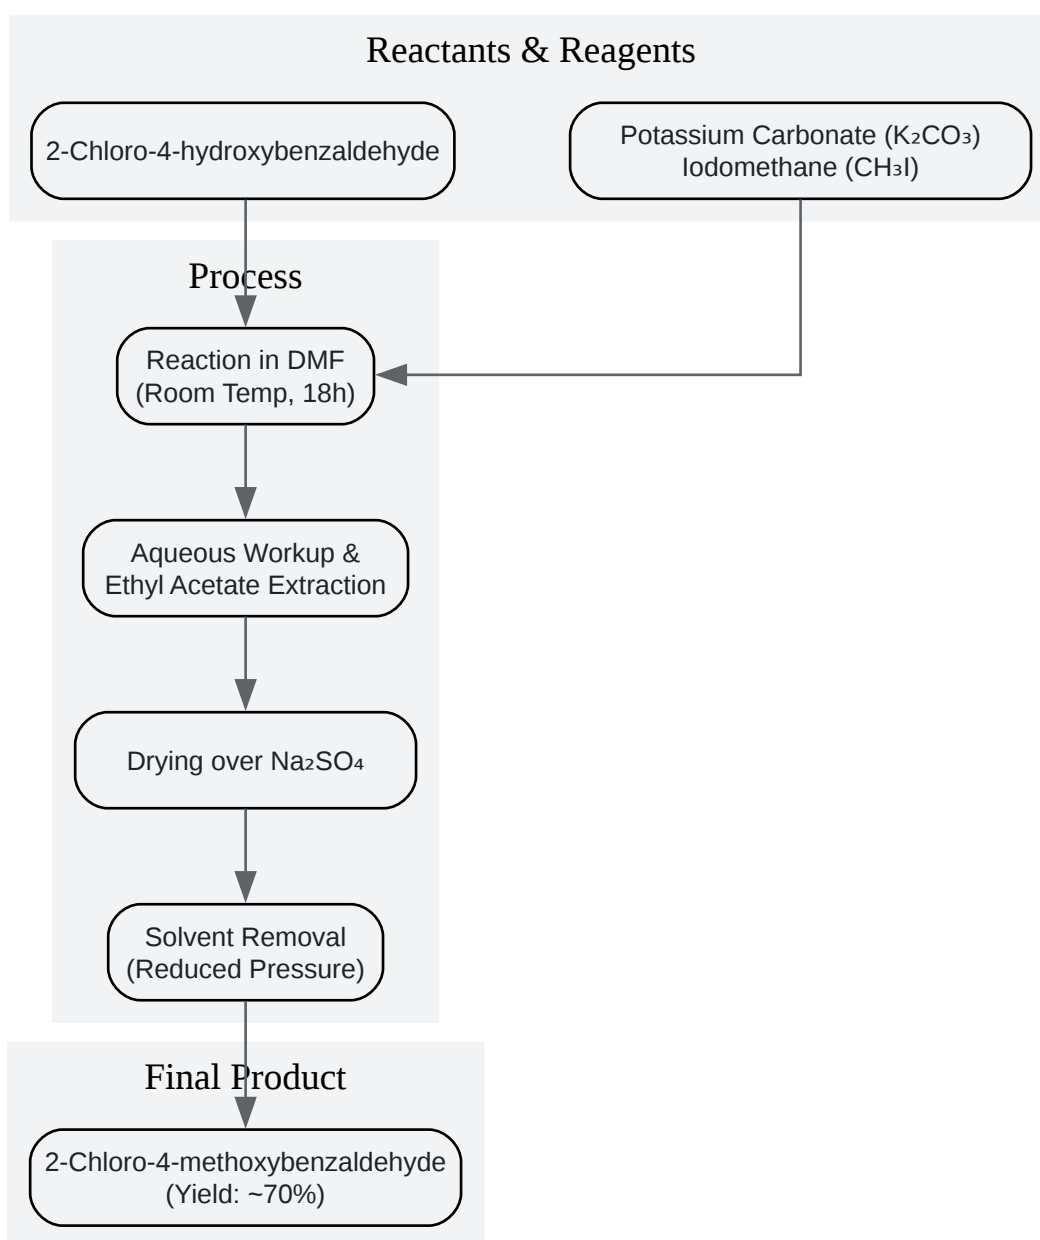 Reactants & Reagents
2-Chloro-4-hydroxybenzaldehyde
Potassium Carbonate (K₂CO₃)
Iodomethane (CH₃I)
Process
Reaction in DMF
(Room Temp, 18h)
Aqueous Workup &
Ethyl Acetate Extraction
Drying over Na₂SO₄
Solvent Removal
(Reduced Pressure)
Final Product
2-Chloro-4-methoxybenzaldehyde
(Yield: ~70%)